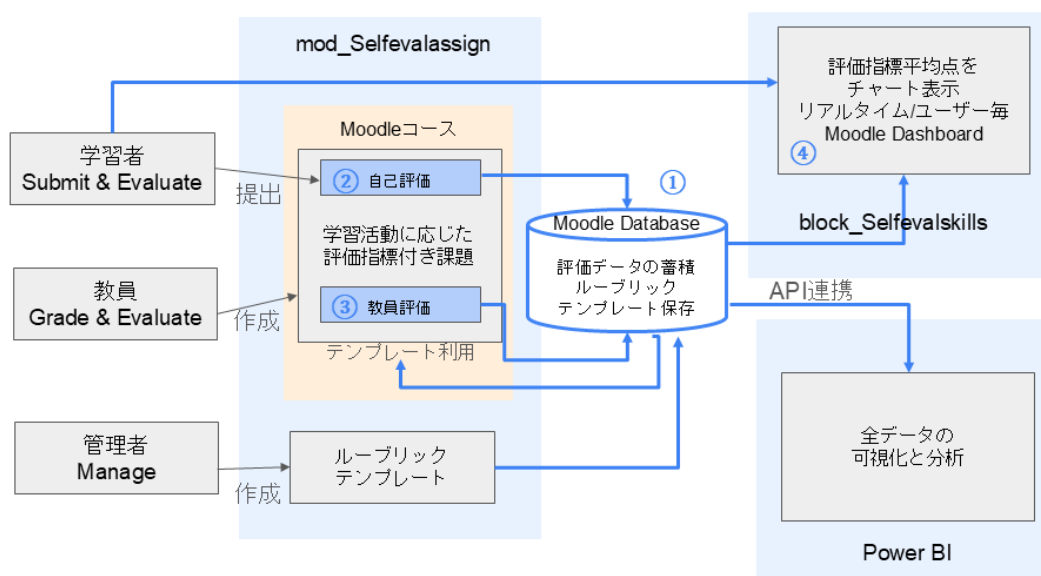 mod_Selfevalassign
Moodleコース
学習者
Submit & Evaluate
提出
② 自己評価
学習活動に応じた
評価指標付き課題
③ 教員評価
テンプレート利用
教員
Grade & Evaluate
作成
管理者
Manage
作成
ルーブリック
テンプレート
①
Moodle Database
評価データの蓄積
ルーブリック
テンプレート保存
評価指標平均点を
チャート表示
リアルタイム/ユーザー毎
Moodle Dashboard
④
block_Selfevalskills
API連携
全データの
可視化と分析
Power BI